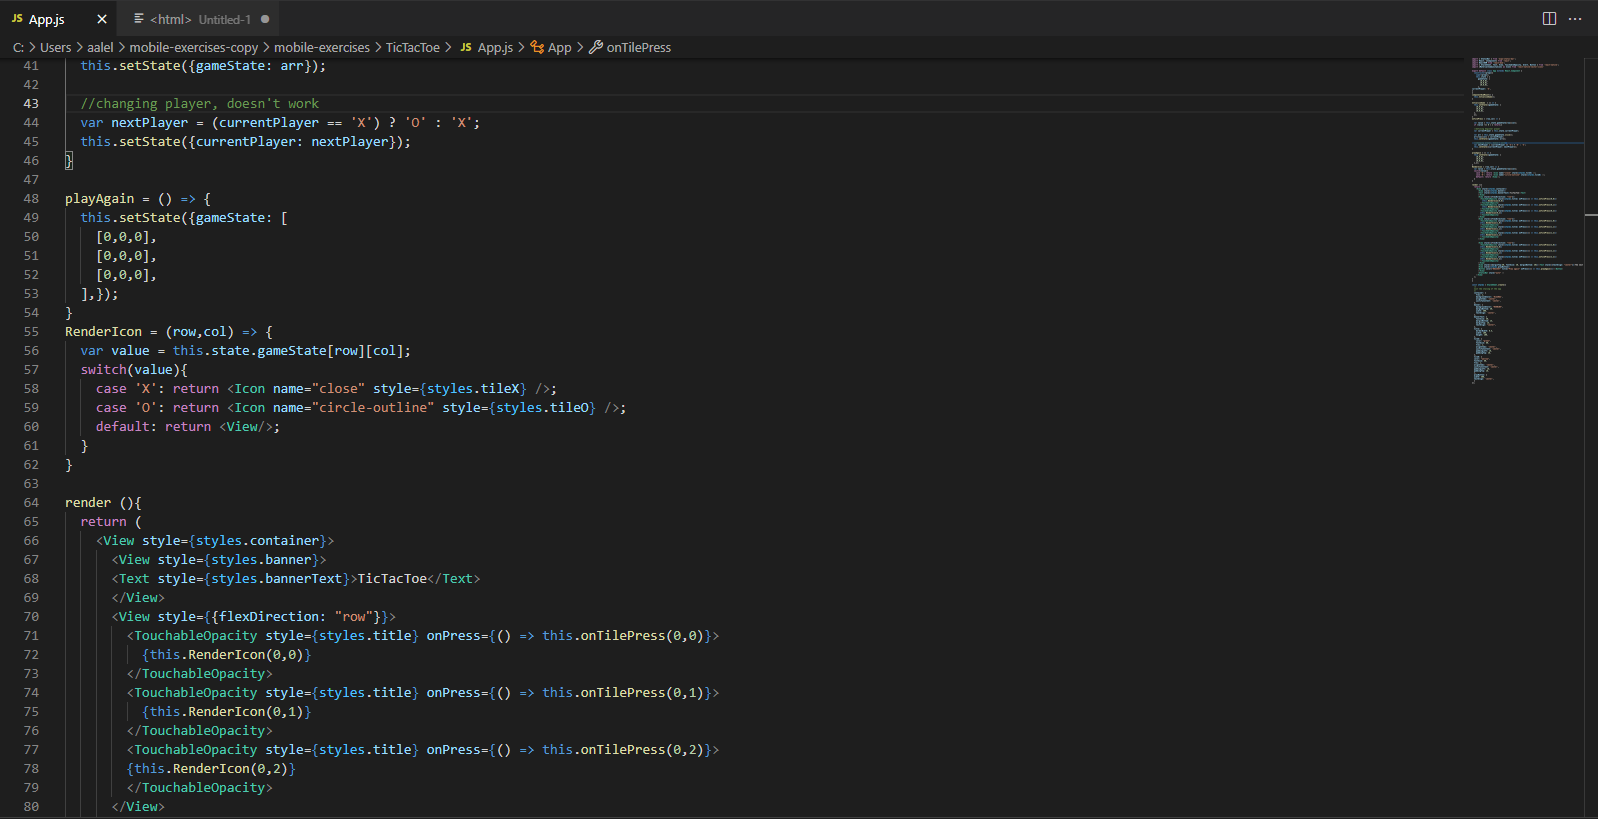 JS App.js × <html> Untitled-1 ●
C: > Users > aalel > mobile-exercises-copy > mobile-exercises > TicTacToe > JS App.js > App > onTilePress
41 this.setState({gameState: arr});
42
43 //changing player, doesn't work
44 var nextPlayer = (currentPlayer == 'X') ? 'O' : 'X';
45 this.setState({currentPlayer: nextPlayer});
46 }
47
48 playAgain = () => {
49 this.setState({gameState: [
50 [0,0,0],
51 [0,0,0],
52 [0,0,0],
53 ],});
54 }
55 RenderIcon = (row,col) => {
56 var value = this.state.gameState[row][col];
57 switch(value){
58 case 'X': return <Icon name="close" style={styles.tileX} />;
59 case 'O': return <Icon name="circle-outline" style={styles.tileO} />;
60 default: return <View/>;
61 }
62 }
63
64 render (){
65 return (
66 <View style={styles.container}>
67 <View style={styles.banner}>
68 <Text style={styles.bannerText}>TicTacToe</Text>
69 </View>
70 <View style={{flexDirection: "row"}}>
71 <TouchableOpacity style={styles.title} onPress={() => this.onTilePress(0,0)}>
72 {this.RenderIcon(0,0)}
73 </TouchableOpacity>
74 <TouchableOpacity style={styles.title} onPress={() => this.onTilePress(0,1)}>
75 {this.RenderIcon(0,1)}
76 </TouchableOpacity>
77 <TouchableOpacity style={styles.title} onPress={() => this.onTilePress(0,2)}>
78 {this.RenderIcon(0,2)}
79 </TouchableOpacity>
80 </View>